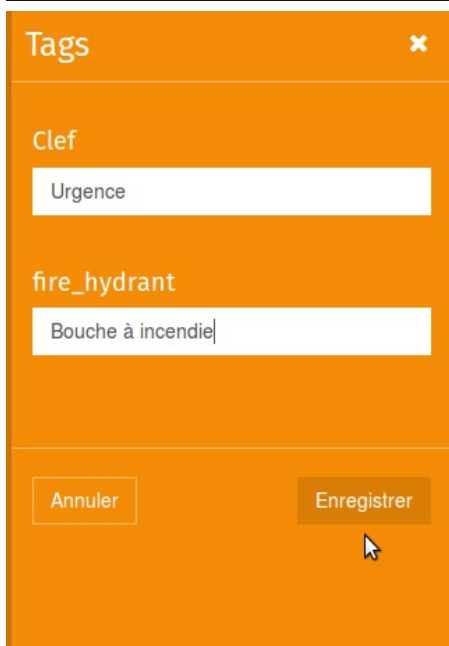 Tags
Clef
Urgence
fire_hydrant
Bouche à incendie
Annuler
Enregistrer